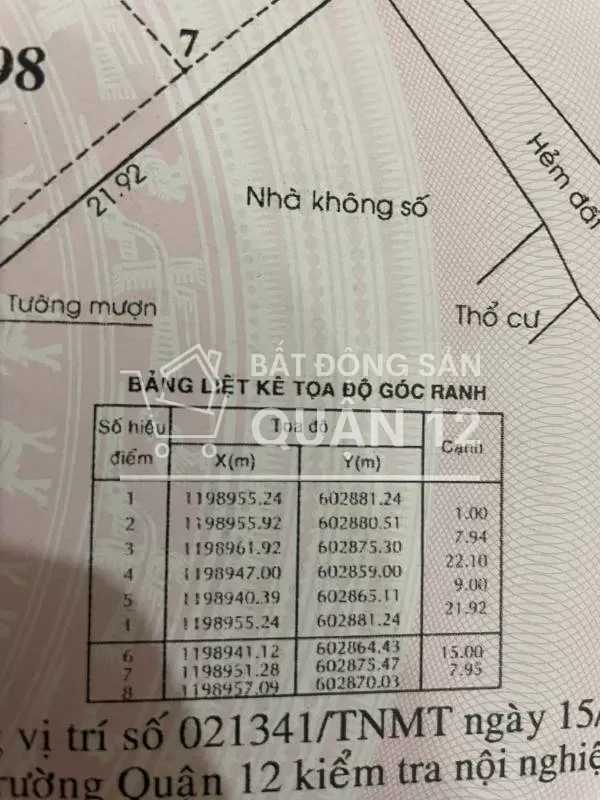 7
98
21.92
Nhà không số
Hẻm đất
Tường mượn
Thổ cư
BẤT ĐỘNG SẢN
QUẬN 12
BẢNG LIỆT KÊ TỌA ĐỘ GÓC RANH
Số hiệu điểm Tọa độ Cạnh
X(m) Y(m)
1 1198955.24 602881.24
1.00
2 1198955.92 602880.51
7.94
3 1198961.92 602875.30
22.10
4 1198947.00 602859.00
9.00
5 1198940.39 602865.11
21.92
1 1198955.24 602881.24
6 1198941.12 602864.43
15.00
7 1198951.28 602875.47
7.95
8 1198957.09 602870.03
vị trí số 021341/TNMT ngày 15/
trường Quận 12 kiểm tra nội nghiệ